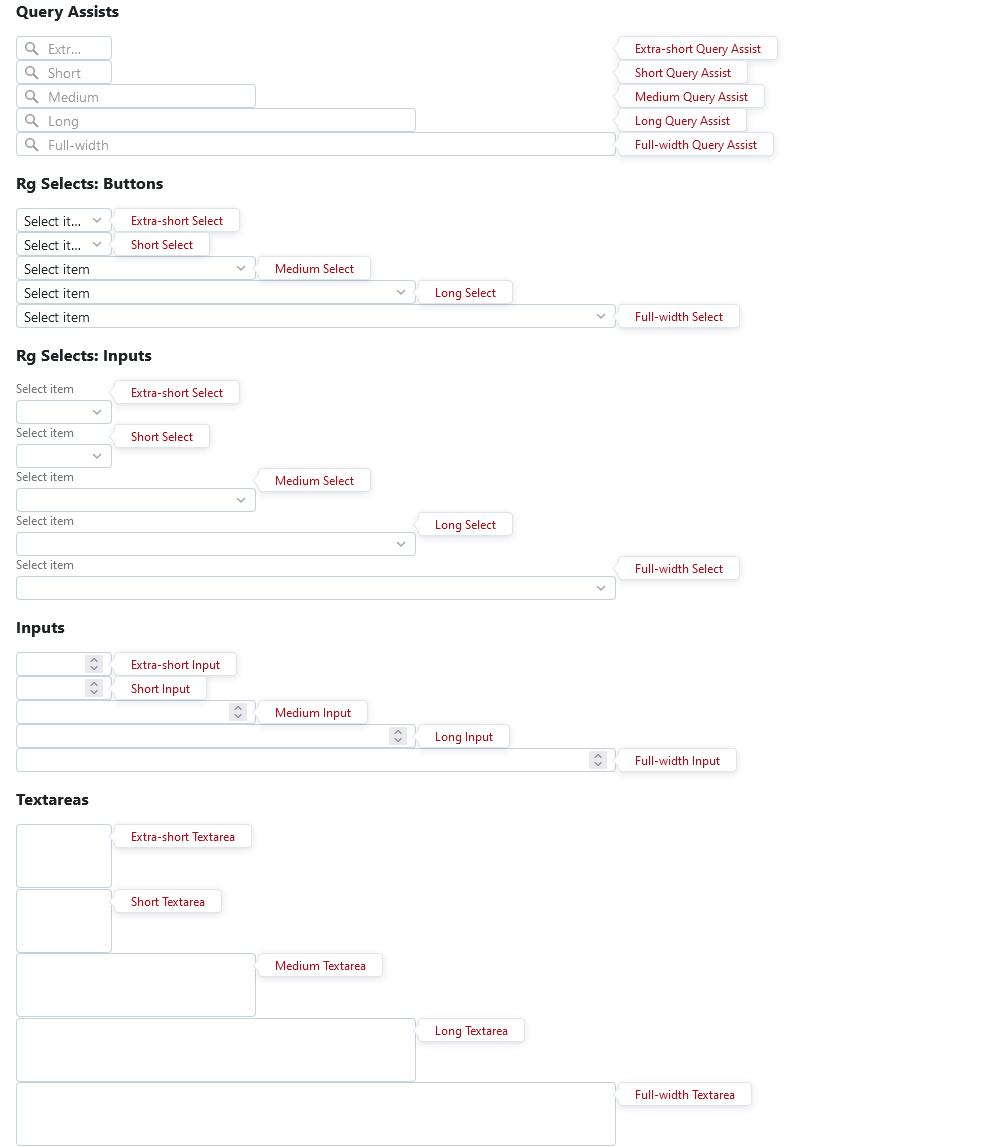 Query Assists
Extr... Extra-short Query Assist
Short Short Query Assist
Medium Medium Query Assist
Long Long Query Assist
Full-width Full-width Query Assist
Rg Selects: Buttons
Select it... Extra-short Select
Select it... Short Select
Select item Medium Select
Select item Long Select
Select item Full-width Select
Rg Selects: Inputs
Select item Extra-short Select
Select item Short Select
Select item Medium Select
Select item Long Select
Select item Full-width Select
Inputs
Extra-short Input
Short Input
Medium Input
Long Input
Full-width Input
Textareas
Extra-short Textarea
Short Textarea
Medium Textarea
Long Textarea
Full-width Textarea